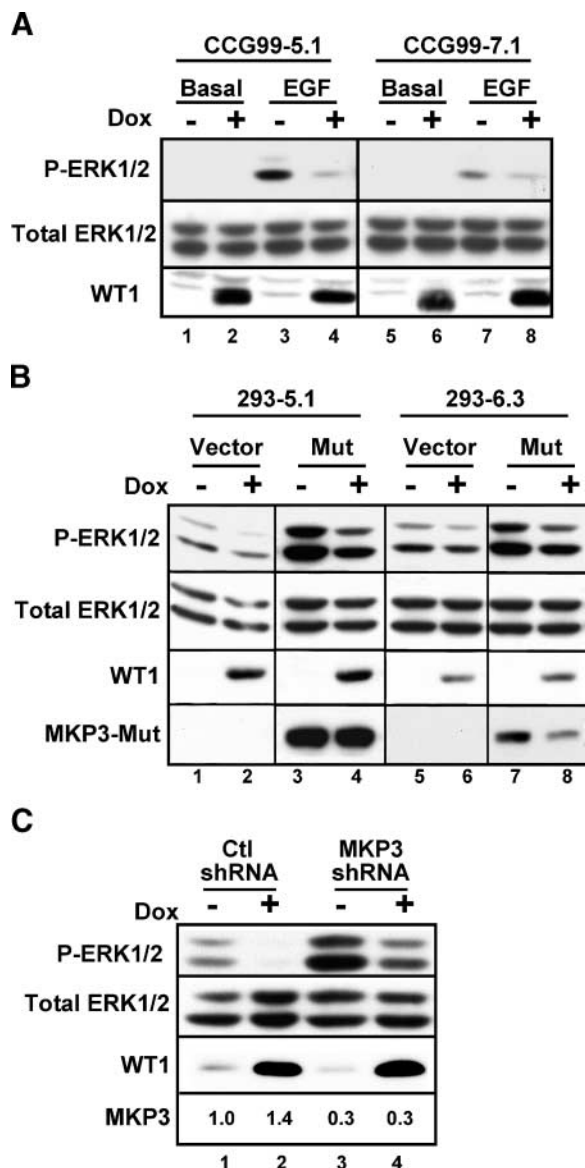 A
CCG99-5.1 CCG99-7.1
Basal EGF Basal EGF
Dox - + - + - + - +
P-ERK1/2
Total ERK1/2
WT1
1 2 3 4 5 6 7 8
B
293-5.1 293-6.3
Vector Mut Vector Mut
Dox - + - + - + - +
P-ERK1/2
Total ERK1/2
WT1
MKP3-Mut
1 2 3 4 5 6 7 8
C
Ctl MKP3
shRNA shRNA
Dox - + - +
P-ERK1/2
Total ERK1/2
WT1
MKP3 1.0 1.4 0.3 0.3
1 2 3 4